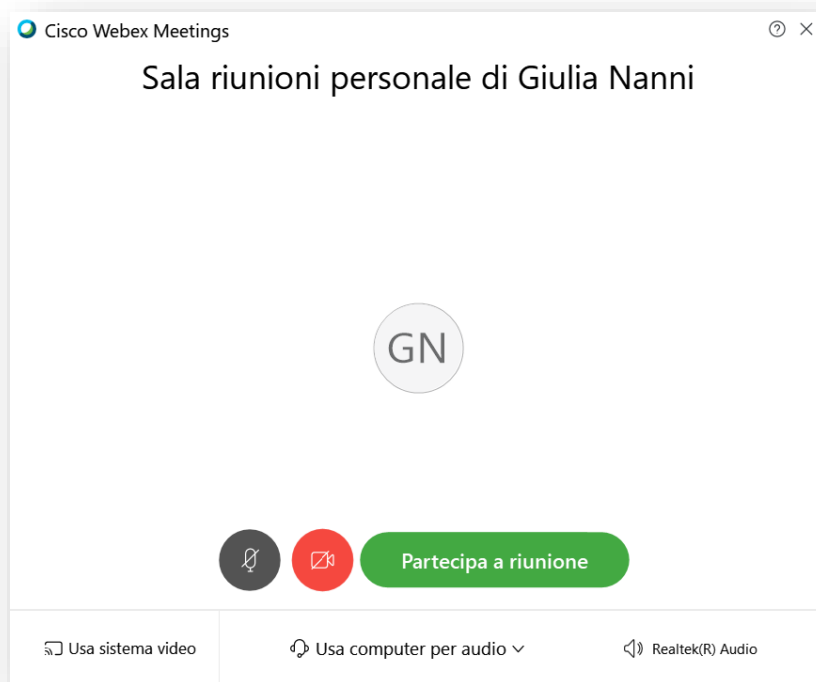 Cisco Webex Meetings
Sala riunioni personale di Giulia Nanni
GN
Partecipa a riunione
Usa sistema video
Usa computer per audio
Realtek(R) Audio